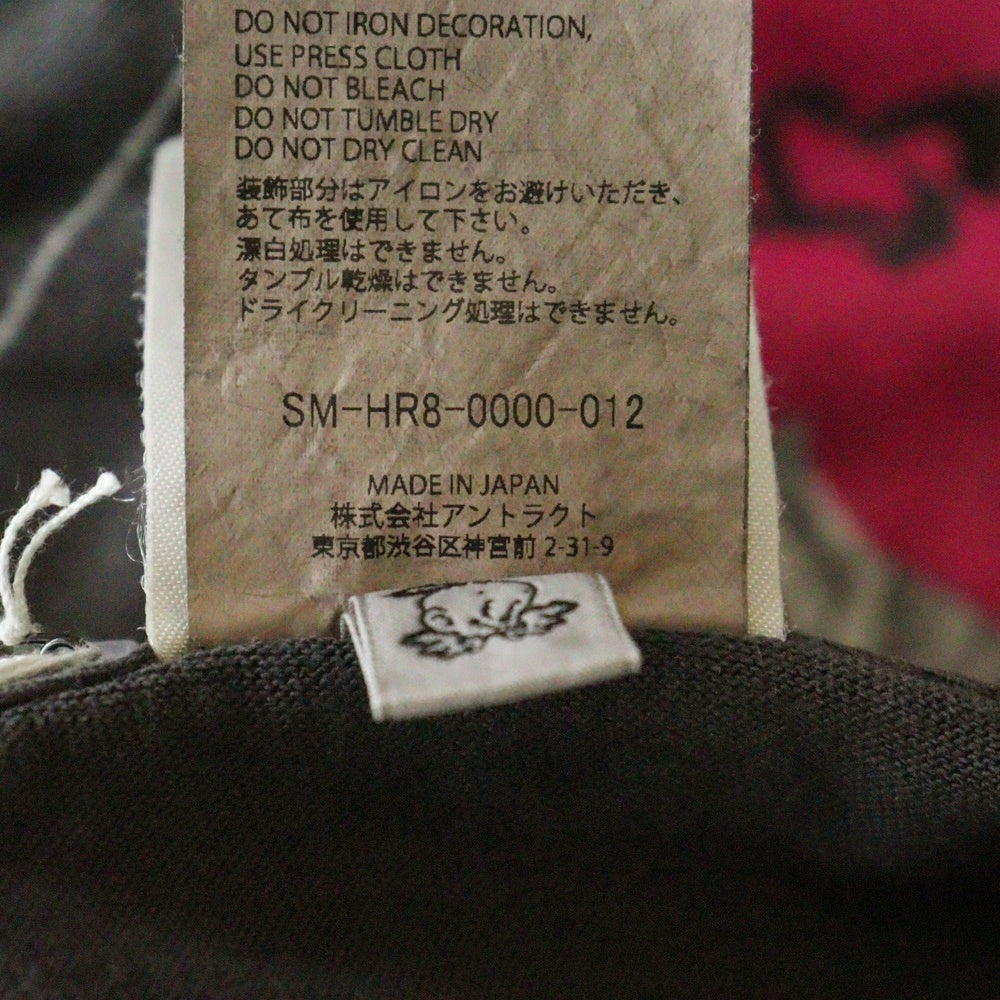 DO NOT IRON DECORATION,
USE PRESS CLOTH
DO NOT BLEACH
DO NOT TUMBLE DRY
DO NOT DRY CLEAN
装飾部分はアイロンをお避けいただき、
あて布を使用して下さい。
漂白処理はできません。
タンブル乾燥はできません。
ドライクリーニング処理はできません。
SM-HR8-0000-012
MADE IN JAPAN
株式会社アントラクト
東京都渋谷区神宮前 2-31-9